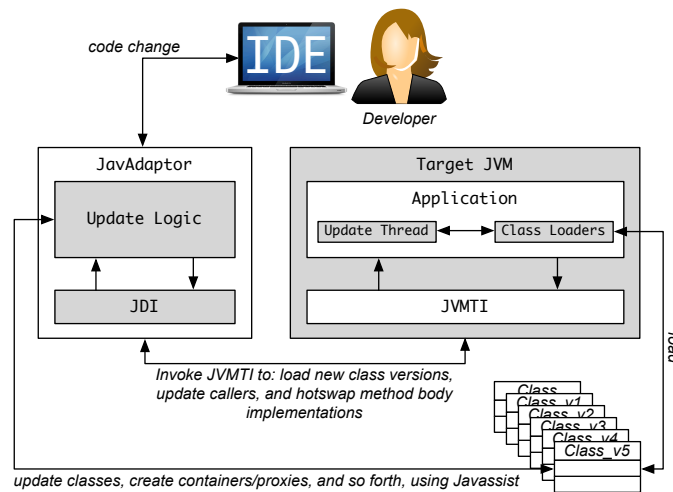 code change
IDE
Developer
JavAdaptor
Target JVM
Update Logic
Application
Update Thread
Class Loaders
JDI
JVMTI
load
Invoke JVMTI to: load new class versions,
update callers, and hotswap method body
implementations
Class
Class_v1
Class_v2
Class_v3
Class_v4
Class_v5
update classes, create containers/proxies, and so forth, using Javassist